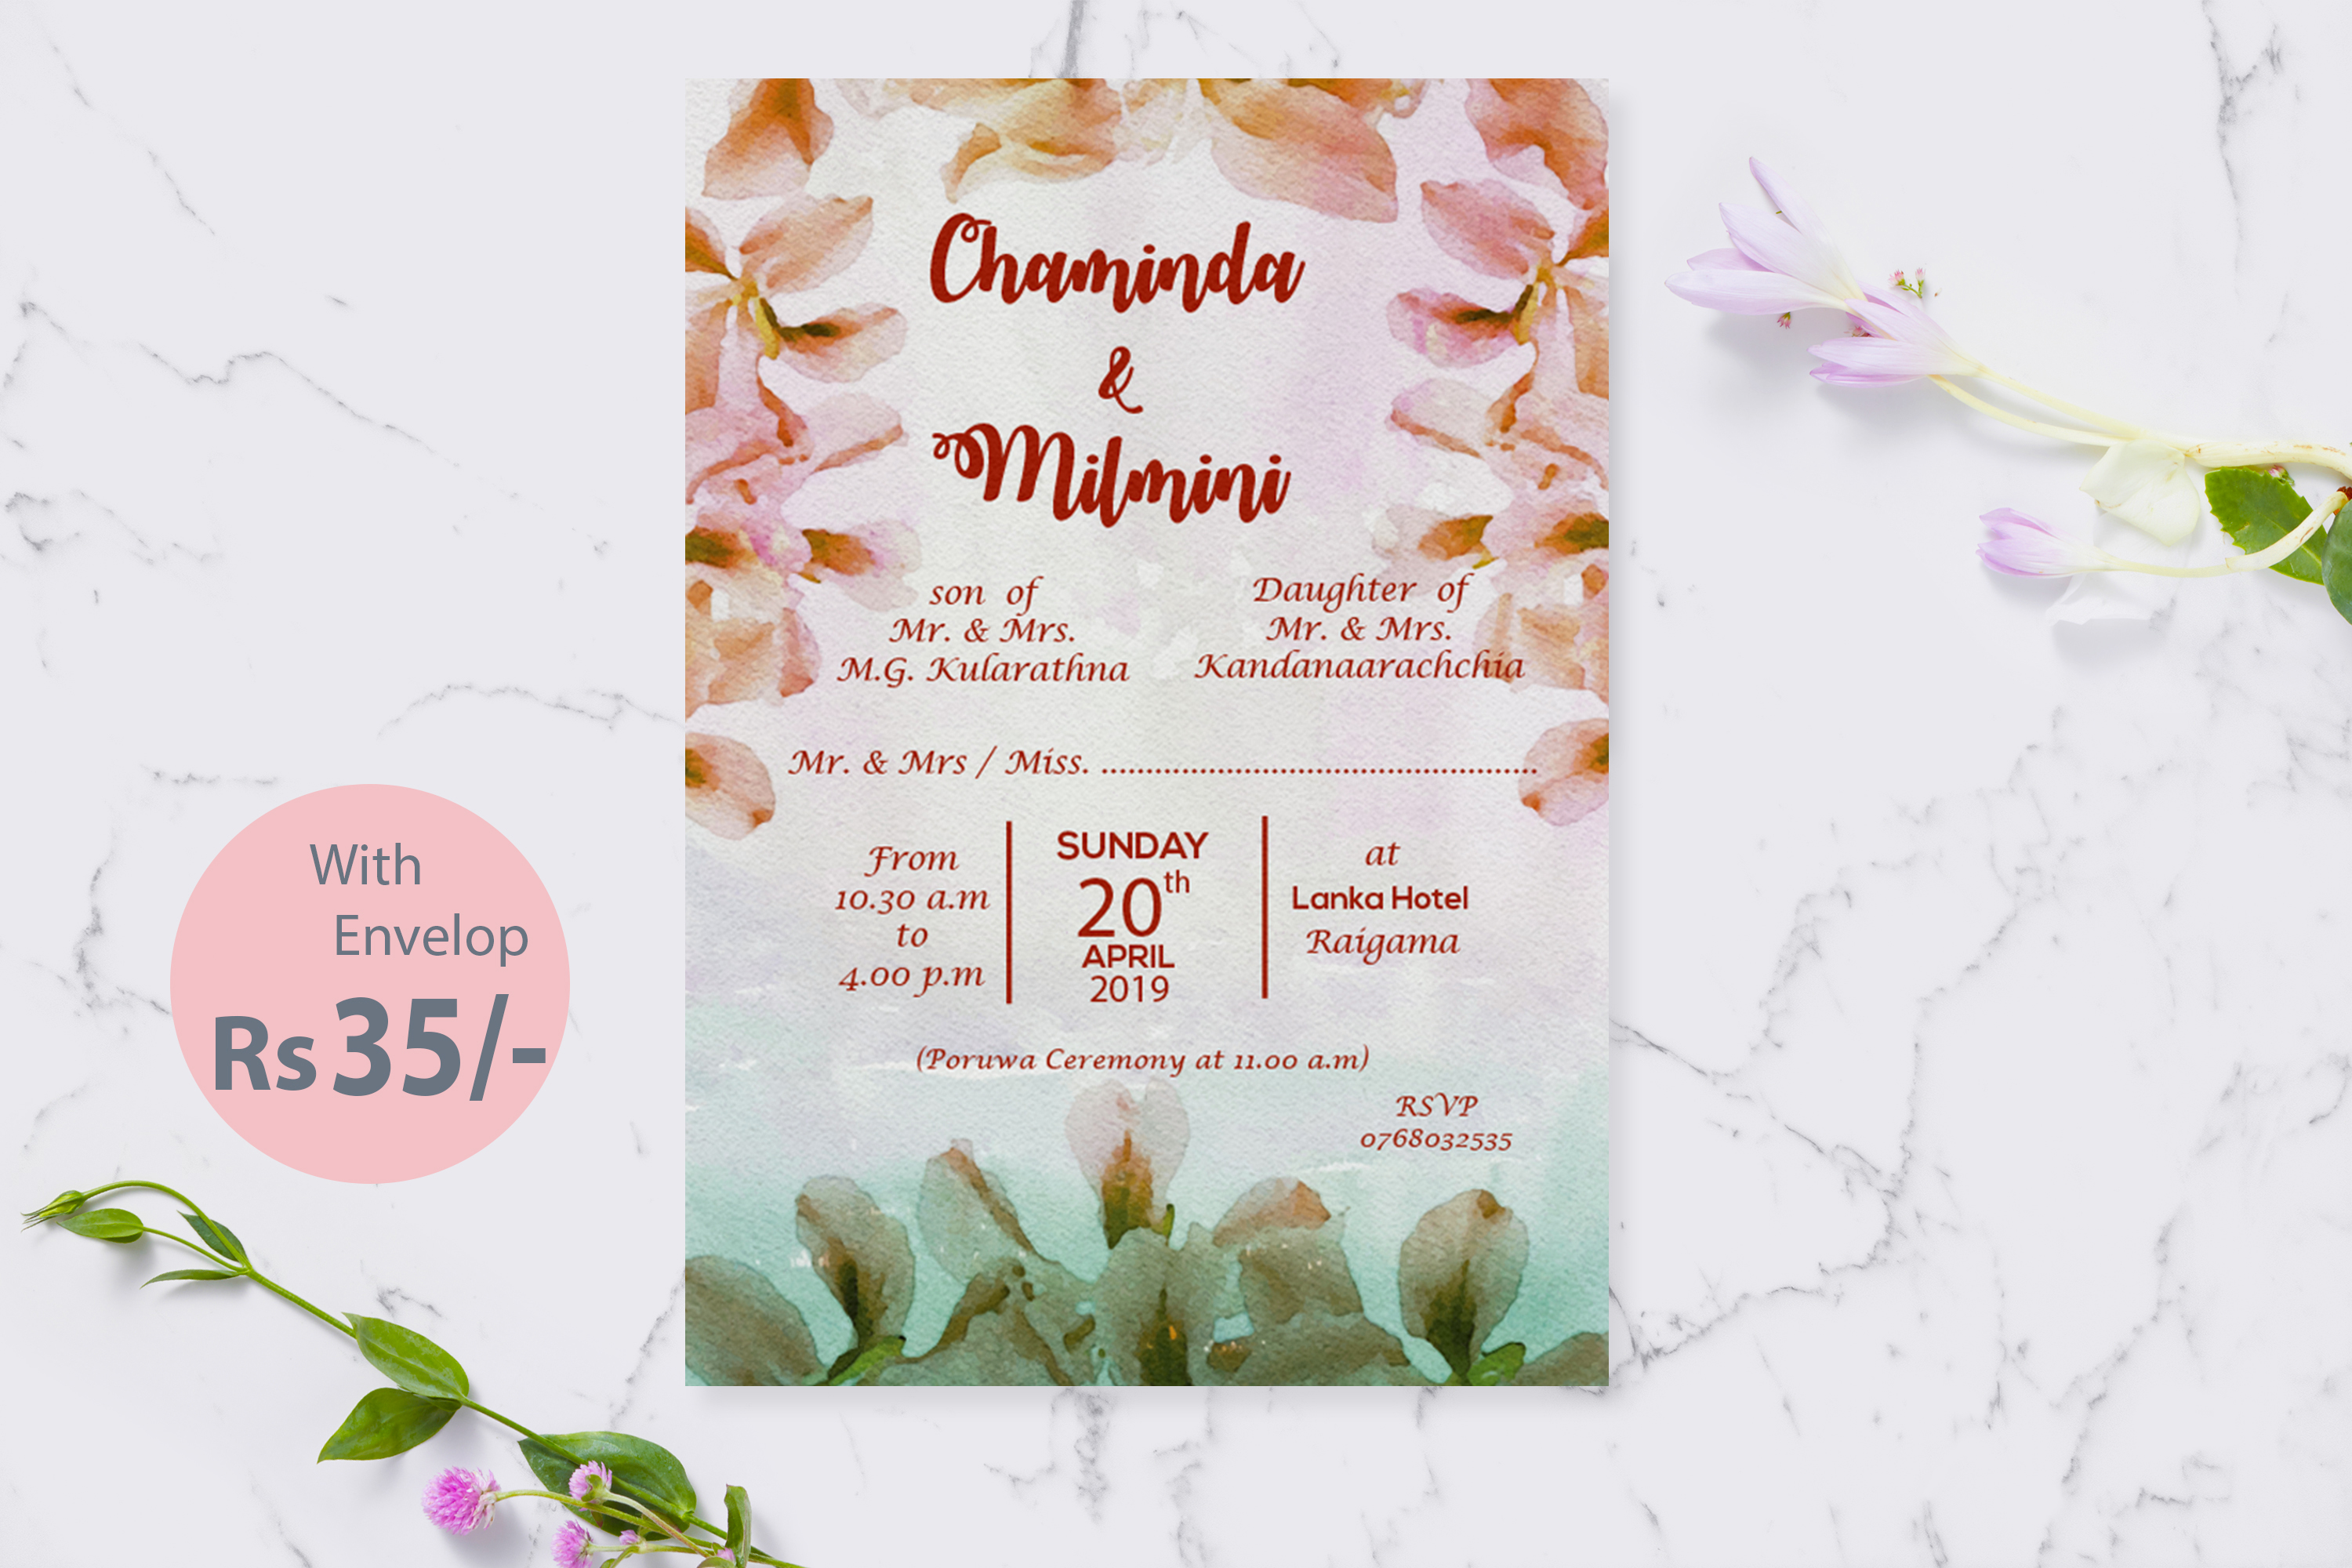 Chaminda
&
Milmini
son of
Mr. & Mrs.
M.G. Kularathna
Daughter of
Mr. & Mrs.
Kandanaarachchia
Mr. & Mrs / Miss. ................................................
From
10.30 a.m
to
4.00 p.m
SUNDAY
20th
APRIL
2019
at
Lanka Hotel
Raigama
(Poruwa Ceremony at 11.00 a.m)
RSVP
0768032535
With
Envelop
Rs 35/-